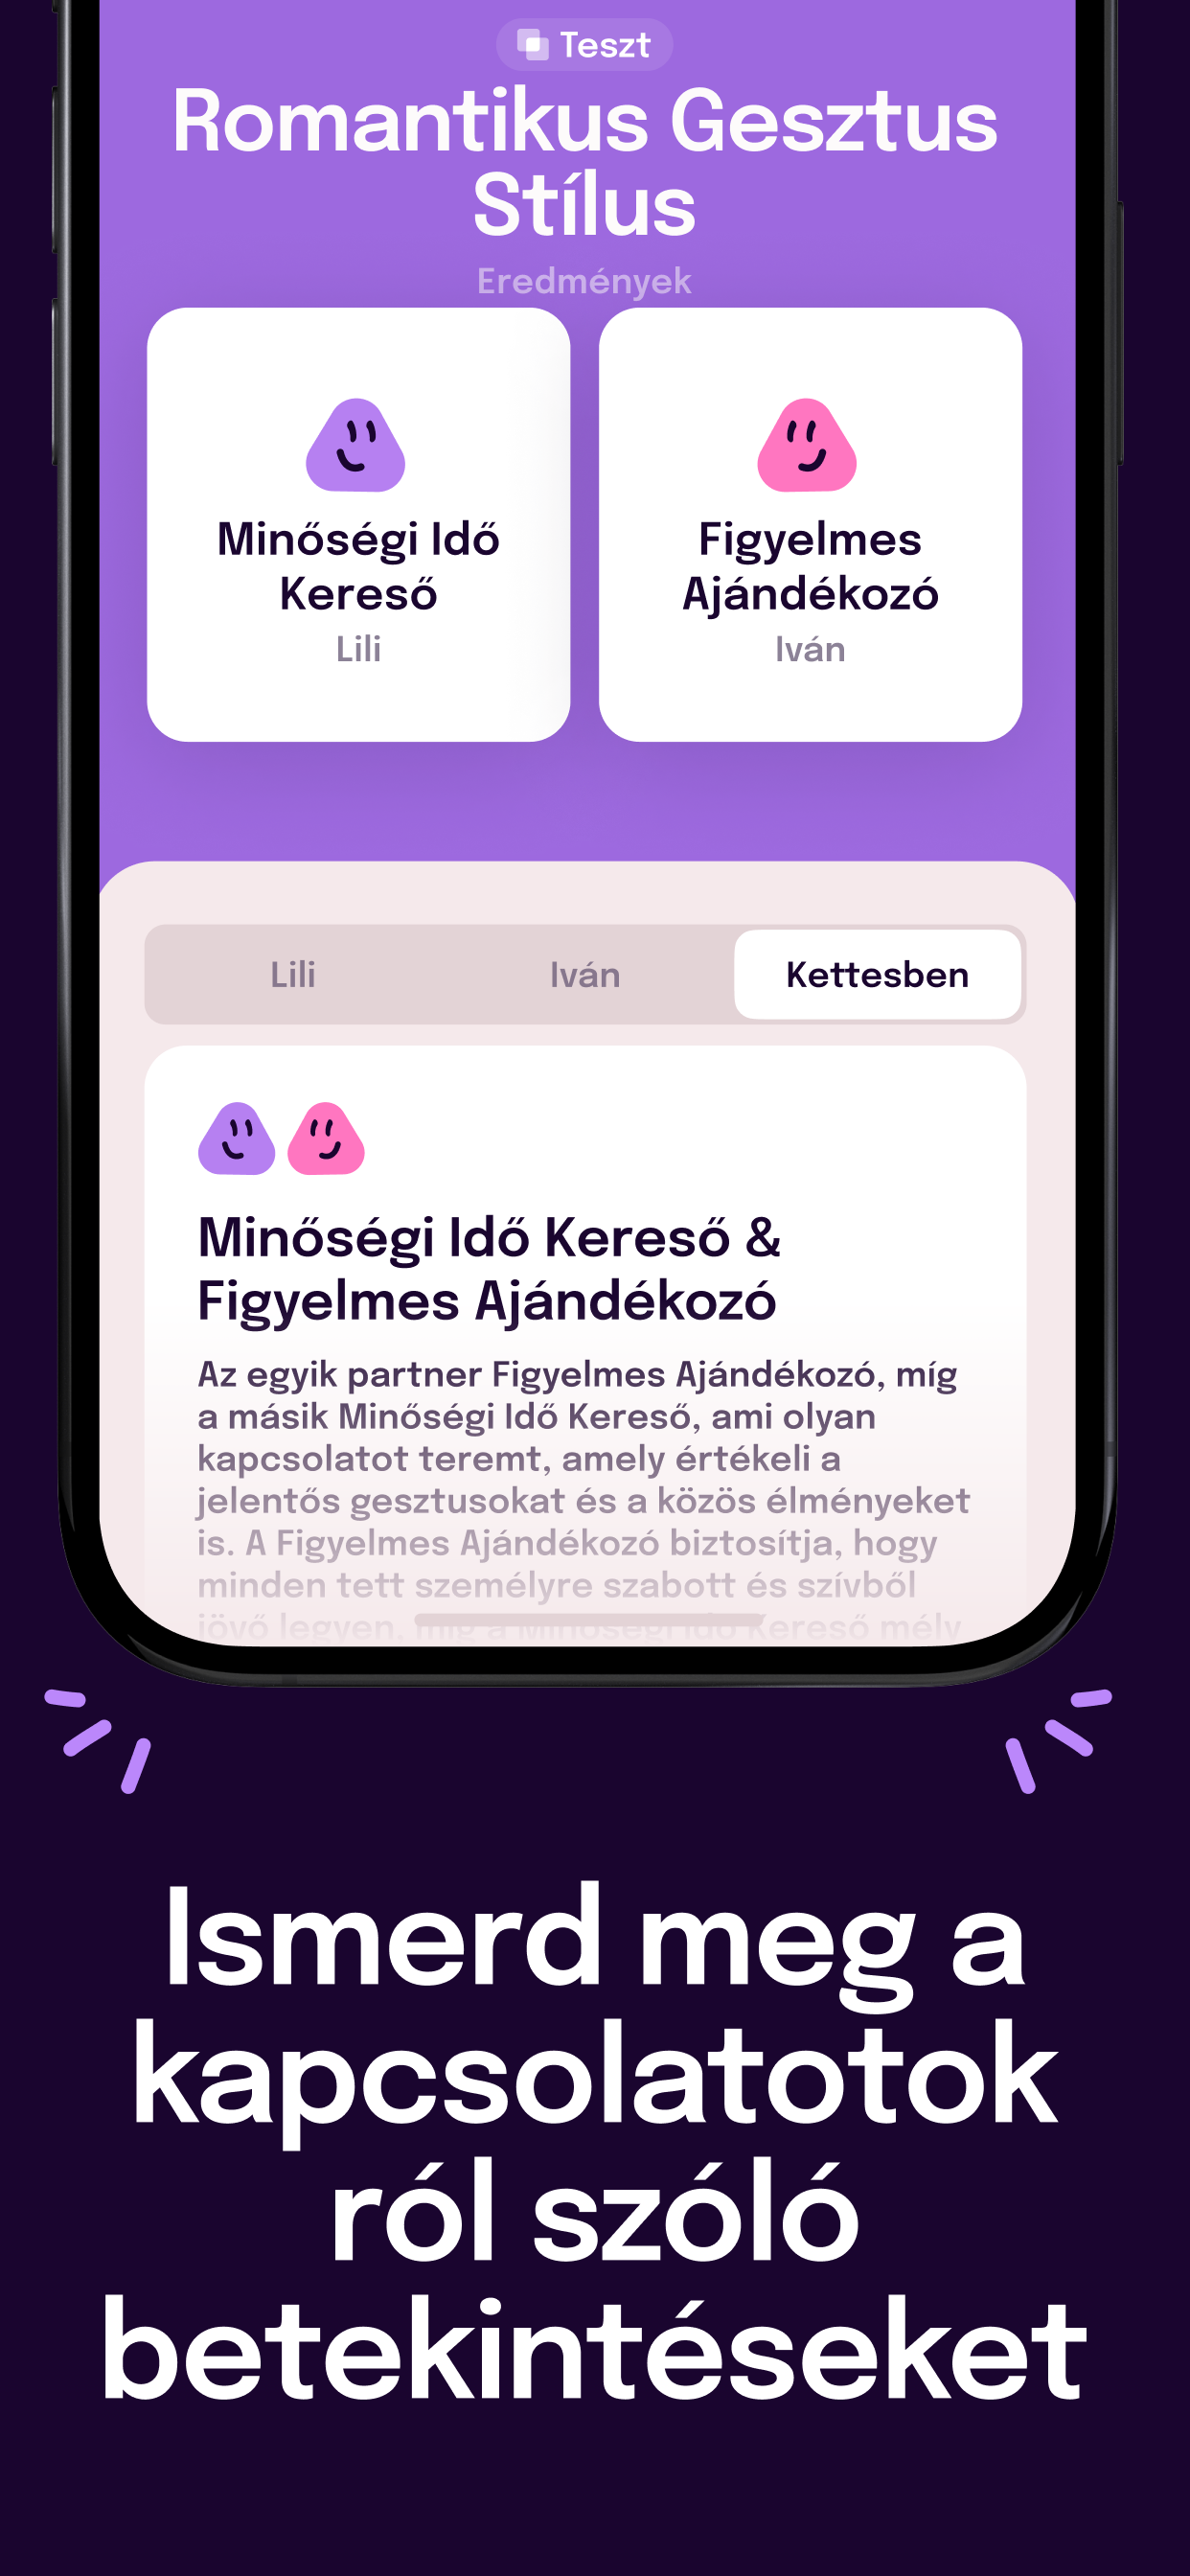 Teszt
Romantikus Gesztus
Stílus
Eredmények
Minőségi Idő
Kereső
Lili
Figyelmes
Ajándékozó
Iván
Lili
Iván
Kettesben
Minőségi Idő Kereső &
Figyelmes Ajándékozó
Az egyik partner Figyelmes Ajándékozó, míg
a másik Minőségi Idő Kereső, ami olyan
kapcsolatot teremt, amely értékeli a
jelentős gesztusokat és a közös élményeket
is. A Figyelmes Ajándékozó biztosítja, hogy
minden tett személyre szabott és szívből
jövő legyen, míg a Minőségi Idő Kereső mély
Ismerd meg a
kapcsolatotok
ról szóló
betekintéseket